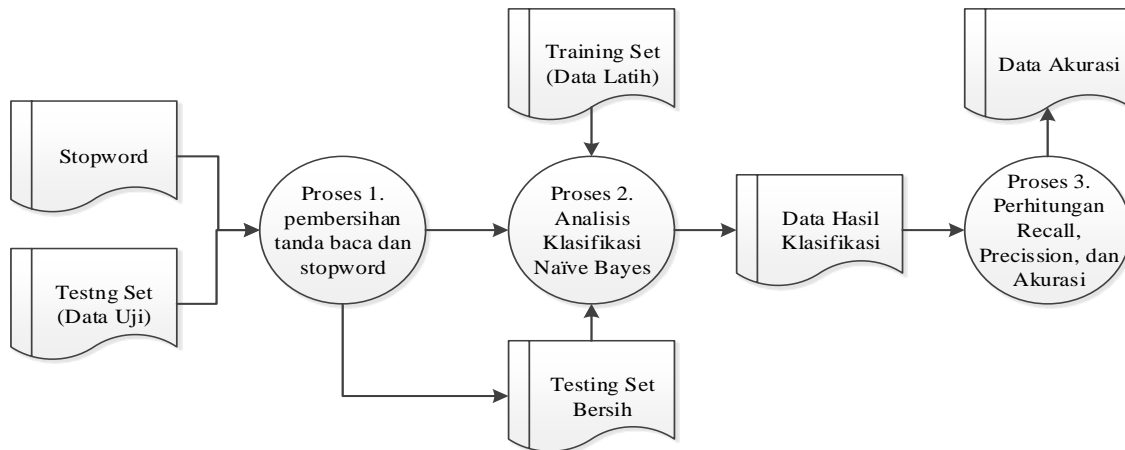 Stopword
Testng Set
(Data Uji)
Proses 1.
pembersihan
tanda baca dan
stopword
Training Set
(Data Latih)
Proses 2.
Analisis
Klasifikasi
Naïve Bayes
Testing Set
Bersih
Data Hasil
Klasifikasi
Data Akurasi
Proses 3.
Perhitungan
Recall,
Precission, dan
Akurasi